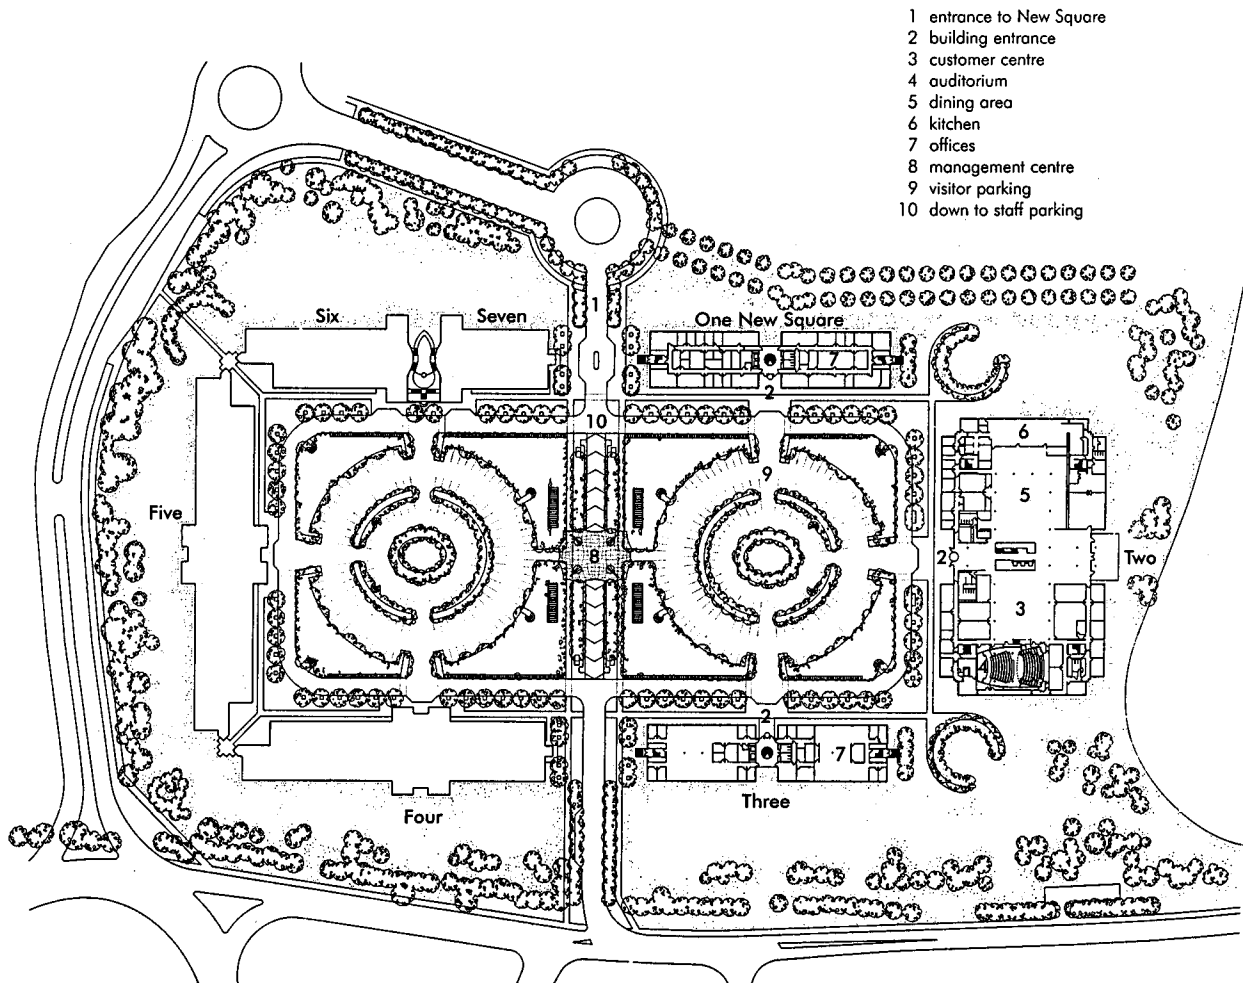 1 entrance to New Square
2 building entrance
3 customer centre
4 auditorium
5 dining area
6 kitchen
7 offices
8 management centre
9 visitor parking
10 down to staff parking
1
Six
Seven
One New Square
7
2
10
6
9
5
Five
8
2
Two
3
4
2
7
Three
Four